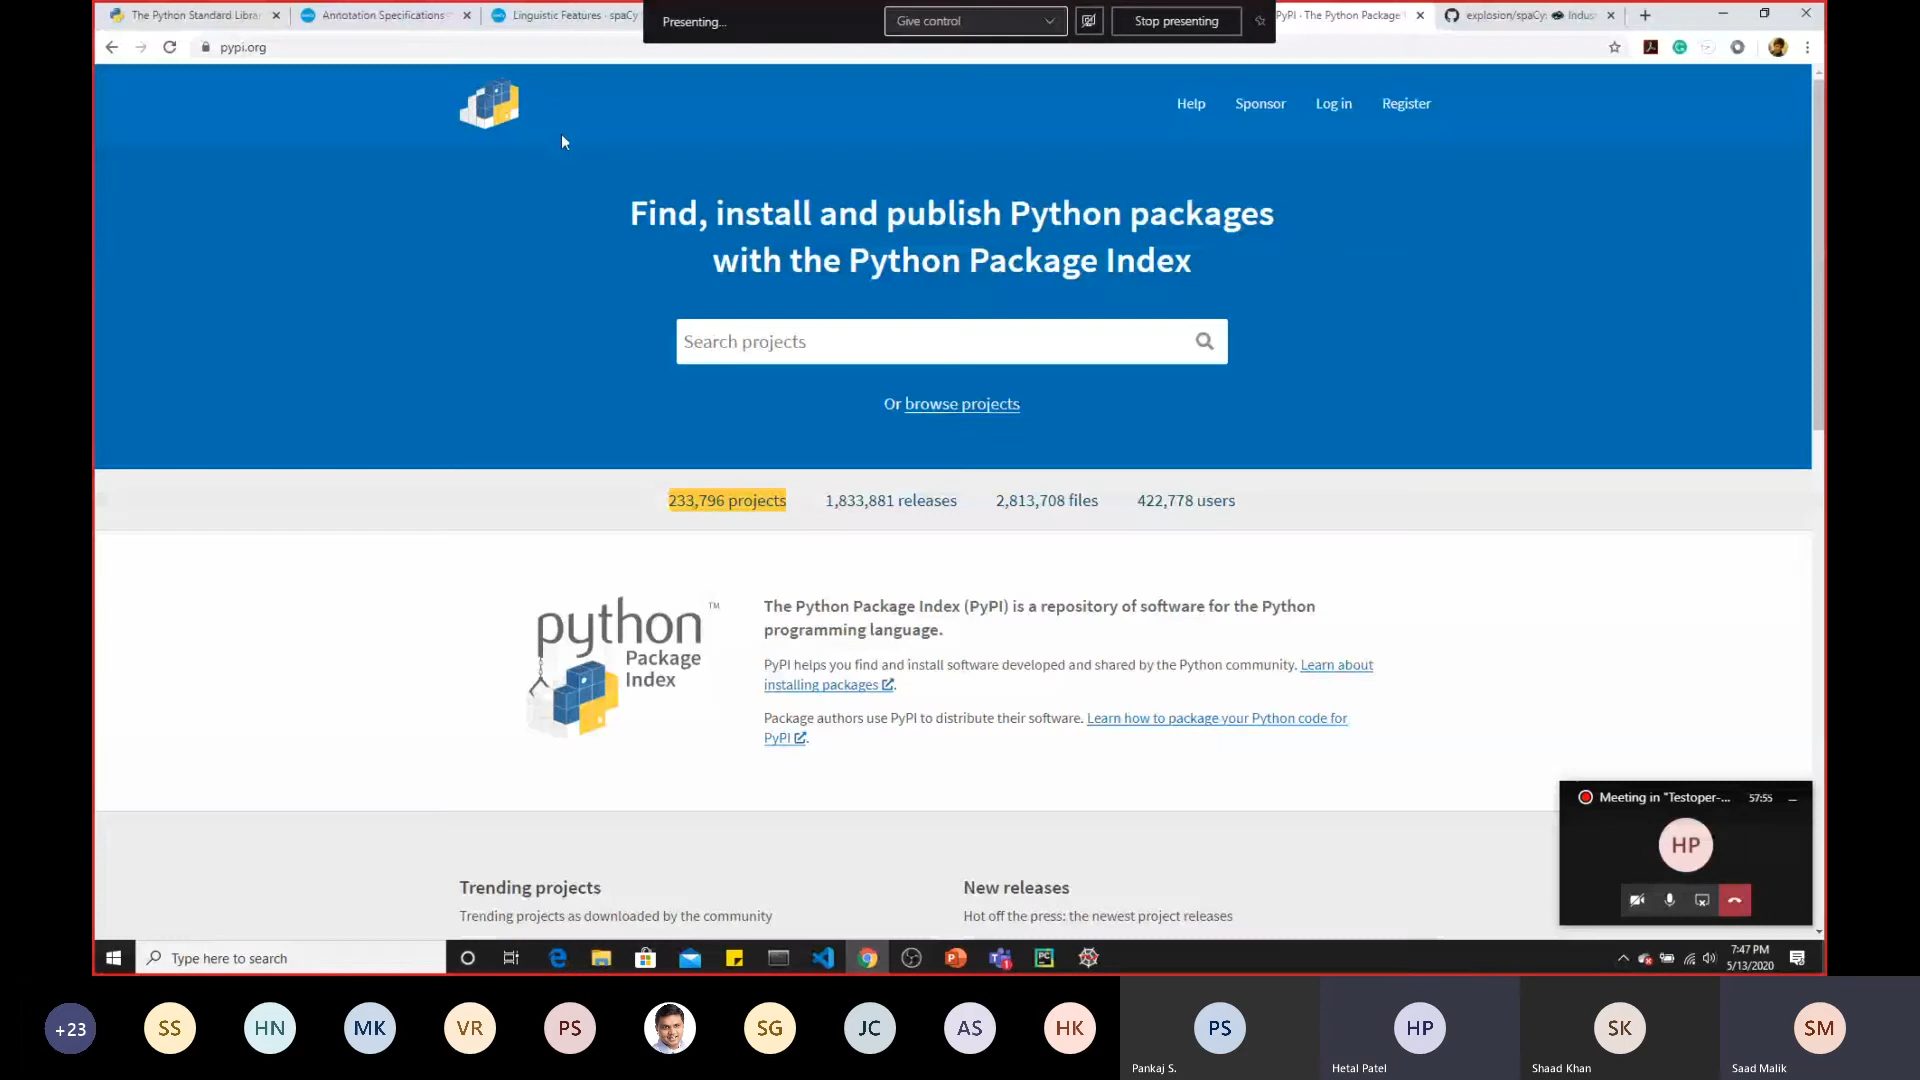 The Python Standard Libra
Annotation Specifications
Linguistic Features · spaCy
Presenting...
Give control
Stop presenting
PyPI · The Python Package
explosion/spaCy:
Indus
pypi.org
Help
Sponsor
Log in
Register
Find, install and publish Python packages
with the Python Package Index
Search projects
Or browse projects
233,796 projects
1,833,881 releases
2,813,708 files
422,778 users
python
TM
Package
Index
The Python Package Index (PyPI) is a repository of software for the Python
programming language.
PyPI helps you find and install software developed and shared by the Python community. Learn about
installing packages.
Package authors use PyPI to distribute their software. Learn how to package your Python code for
PyPI.
Meeting in "Testoper-...
57:55
HP
Trending projects
Trending projects as downloaded by the community
New releases
Hot off the press: the newest project releases
Type here to search
7:47 PM
5/13/2020
+23
SS
HN
MK
VR
PS
SG
JC
AS
HK
PS
Pankaj S.
HP
Hetal Patel
SK
Shaad Khan
SM
Saad Malik